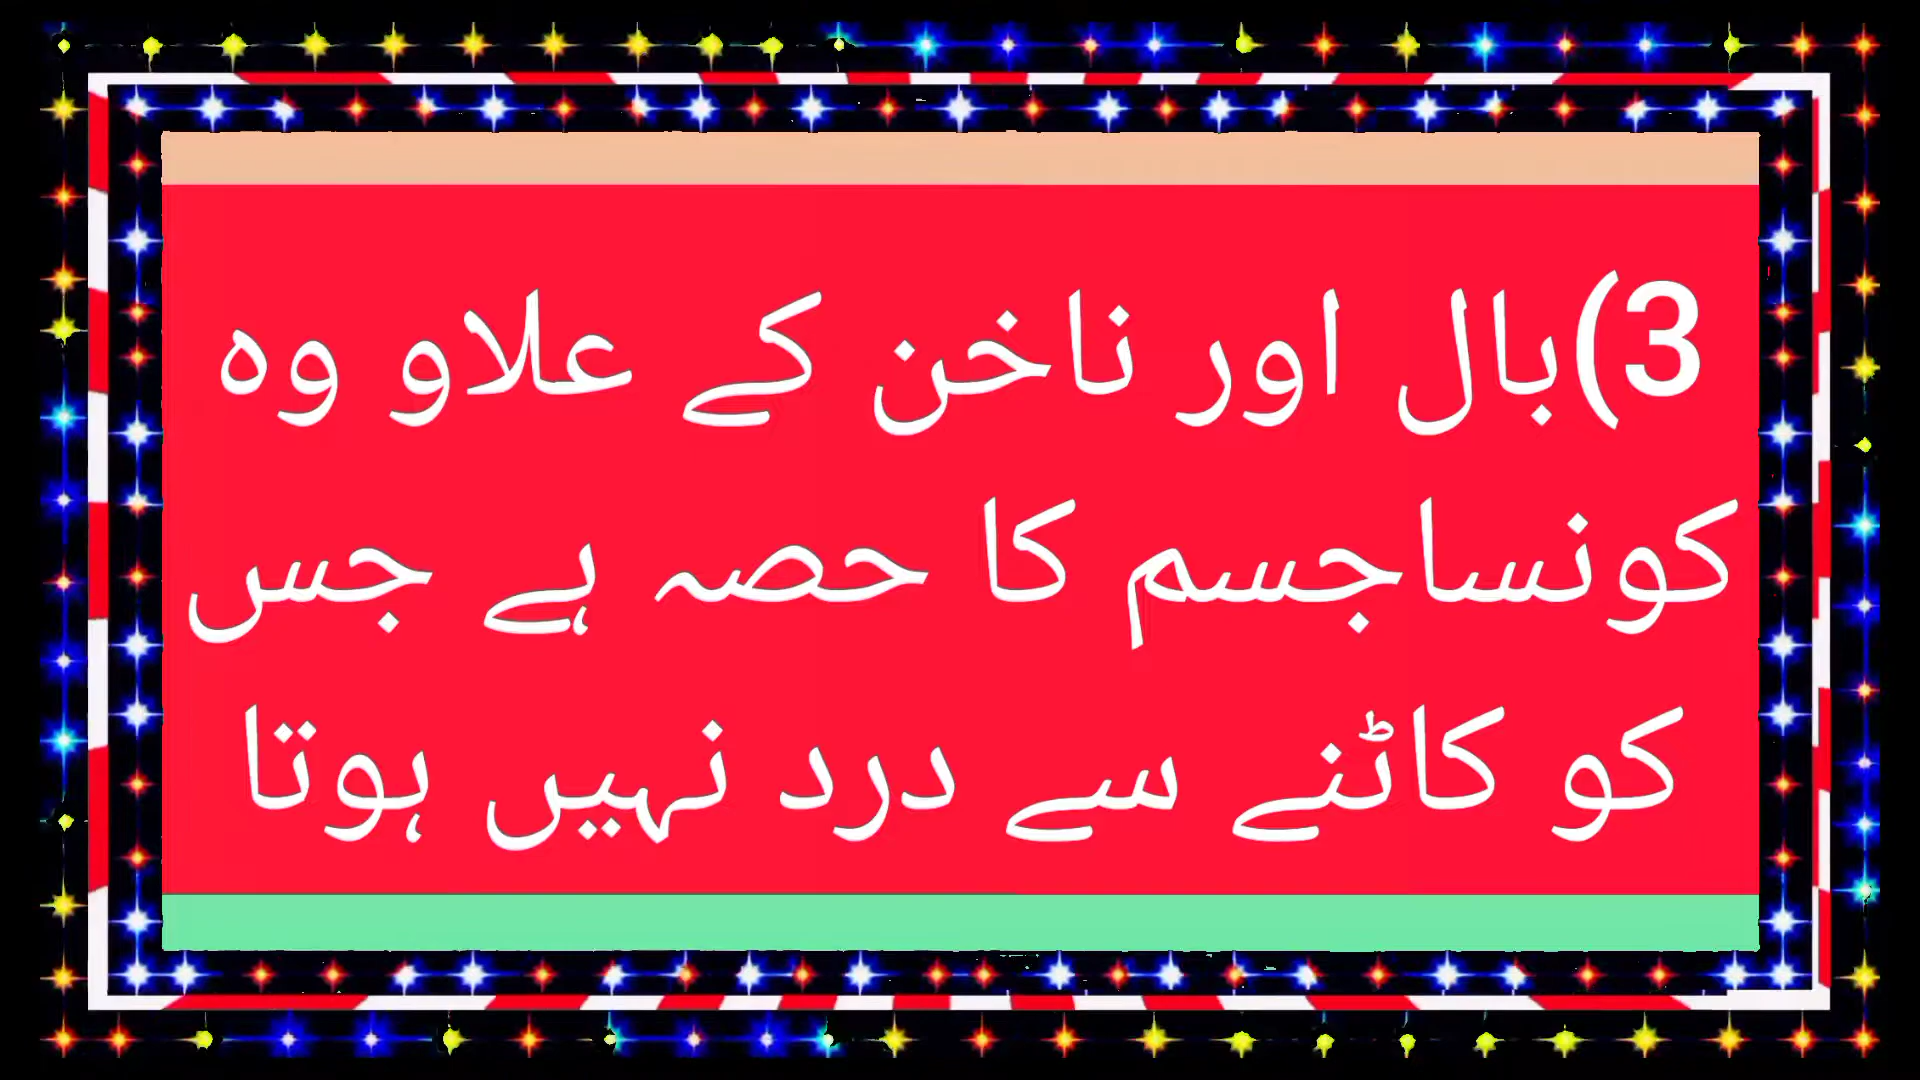 3)بال اور ناخن کے علاو وہ
کونساجسم کا حصہ ہے جس
کو کاٹنے سے درد نہیں ہوتا